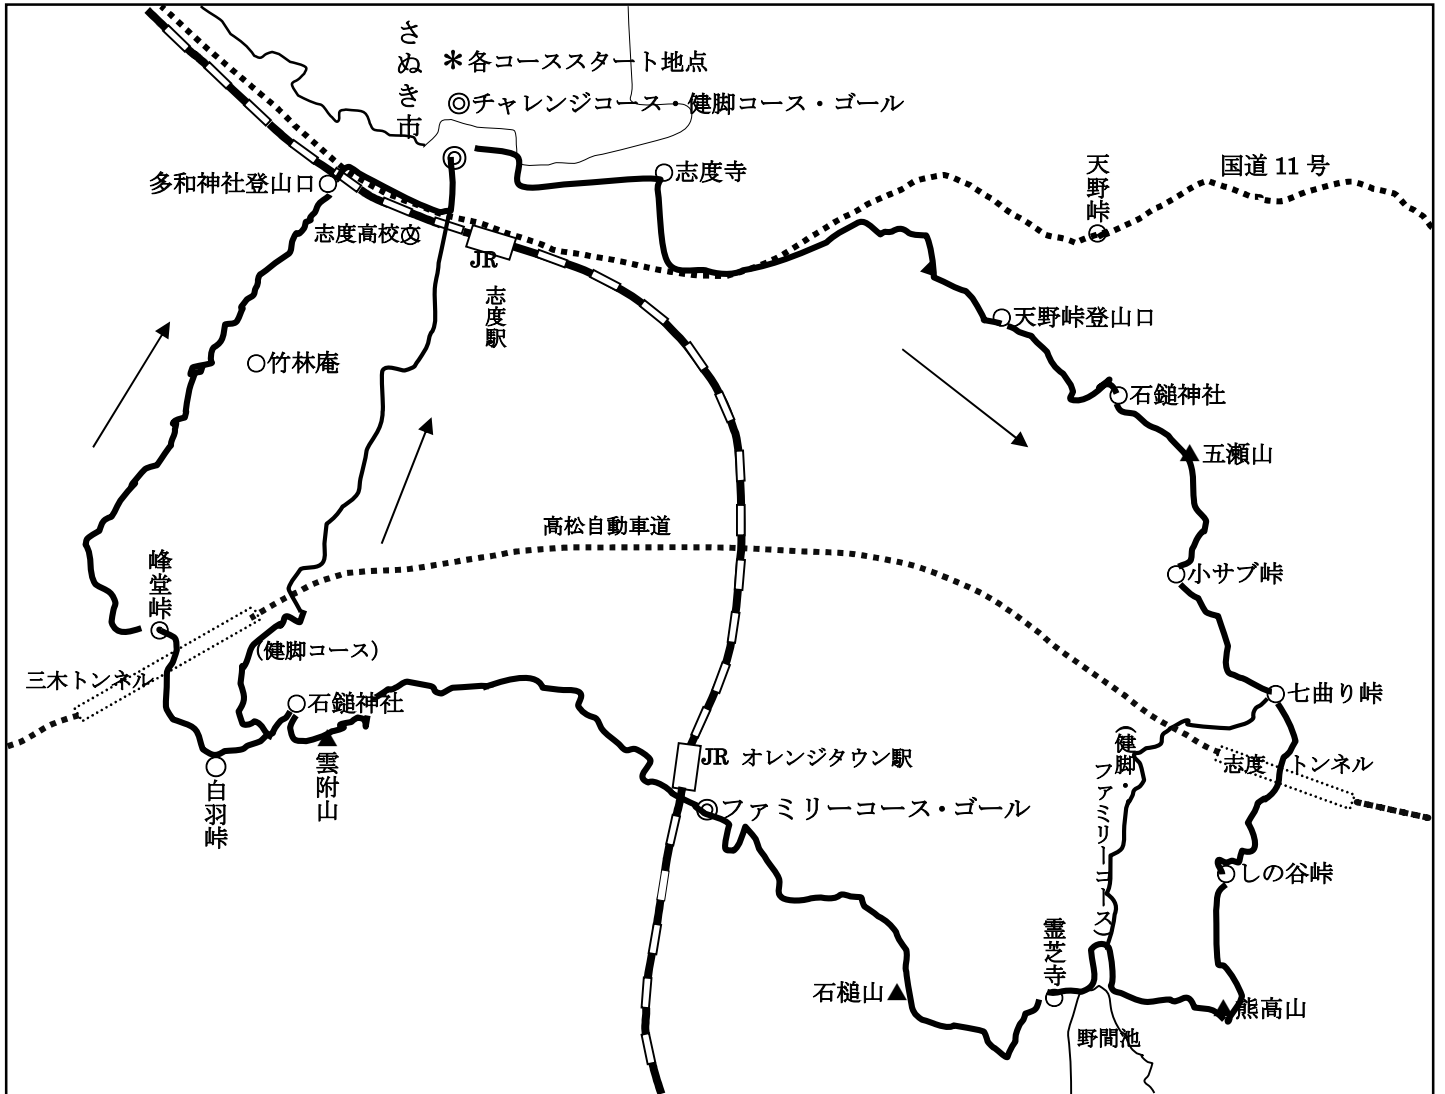 さぬき市
＊各コーススタート地点
◎チャレンジコース・健脚コース・ゴール
国道11号
天野峠
志度寺
多和神社登山口
志度高校文
JR
志度駅
天野峠登山口
竹林庵
石鎚神社
五瀬山
高松自動車道
小サブ峠
峰堂峠
(健脚コース)
三木トンネル
石鎚神社
七曲り峠
雲附山
白羽峠
JR オレンジタウン駅
(健脚・ファミリーコース)
志度 トンネル
ファミリーコース・ゴール
しの谷峠
霊芝寺
石槌山
熊高山
野間池